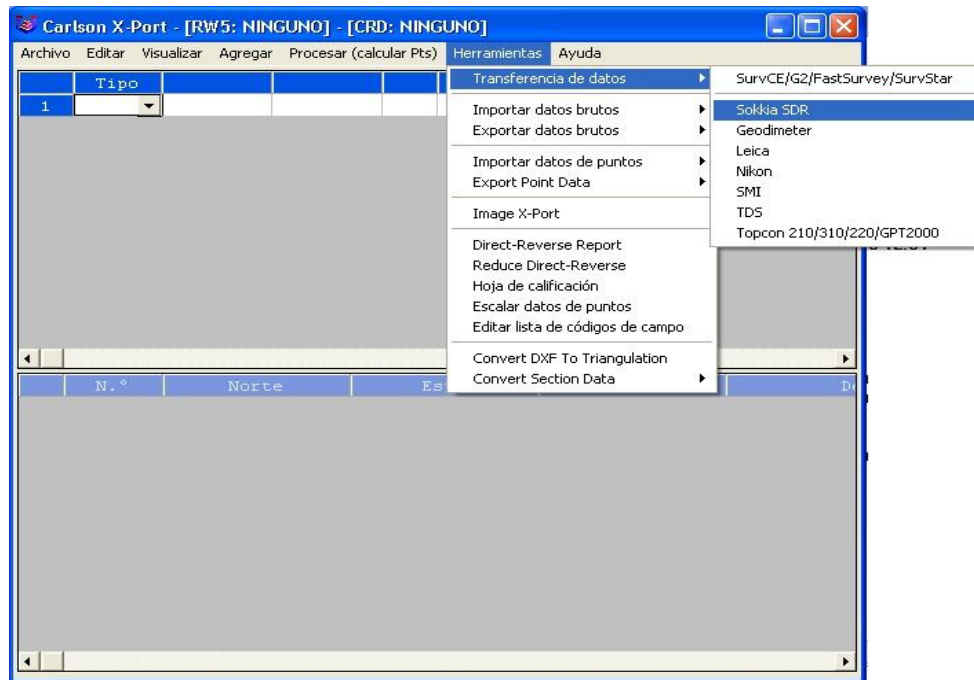 Carlson X-Port - [RW5: NINGUNO] - [CRD: NINGUNO]
Archivo Editar Visualizar Agregar Procesar (calcular Pts) Herramientas Ayuda
Tipo
1
Transferencia de datos
Importar datos brutos
Exportar datos brutos
Importar datos de puntos
Export Point Data
Image X-Port
Direct-Reverse Report
Reduce Direct-Reverse
Hoja de calificación
Escalar datos de puntos
Editar lista de códigos de campo
Convert DXF To Triangulation
Convert Section Data
SurvCE/G2/FastSurvey/SurvStar
Sokkia SDR
Geodimeter
Leica
Nikon
SMI
TDS
Topcon 210/310/220/GPT2000
N.° Norte